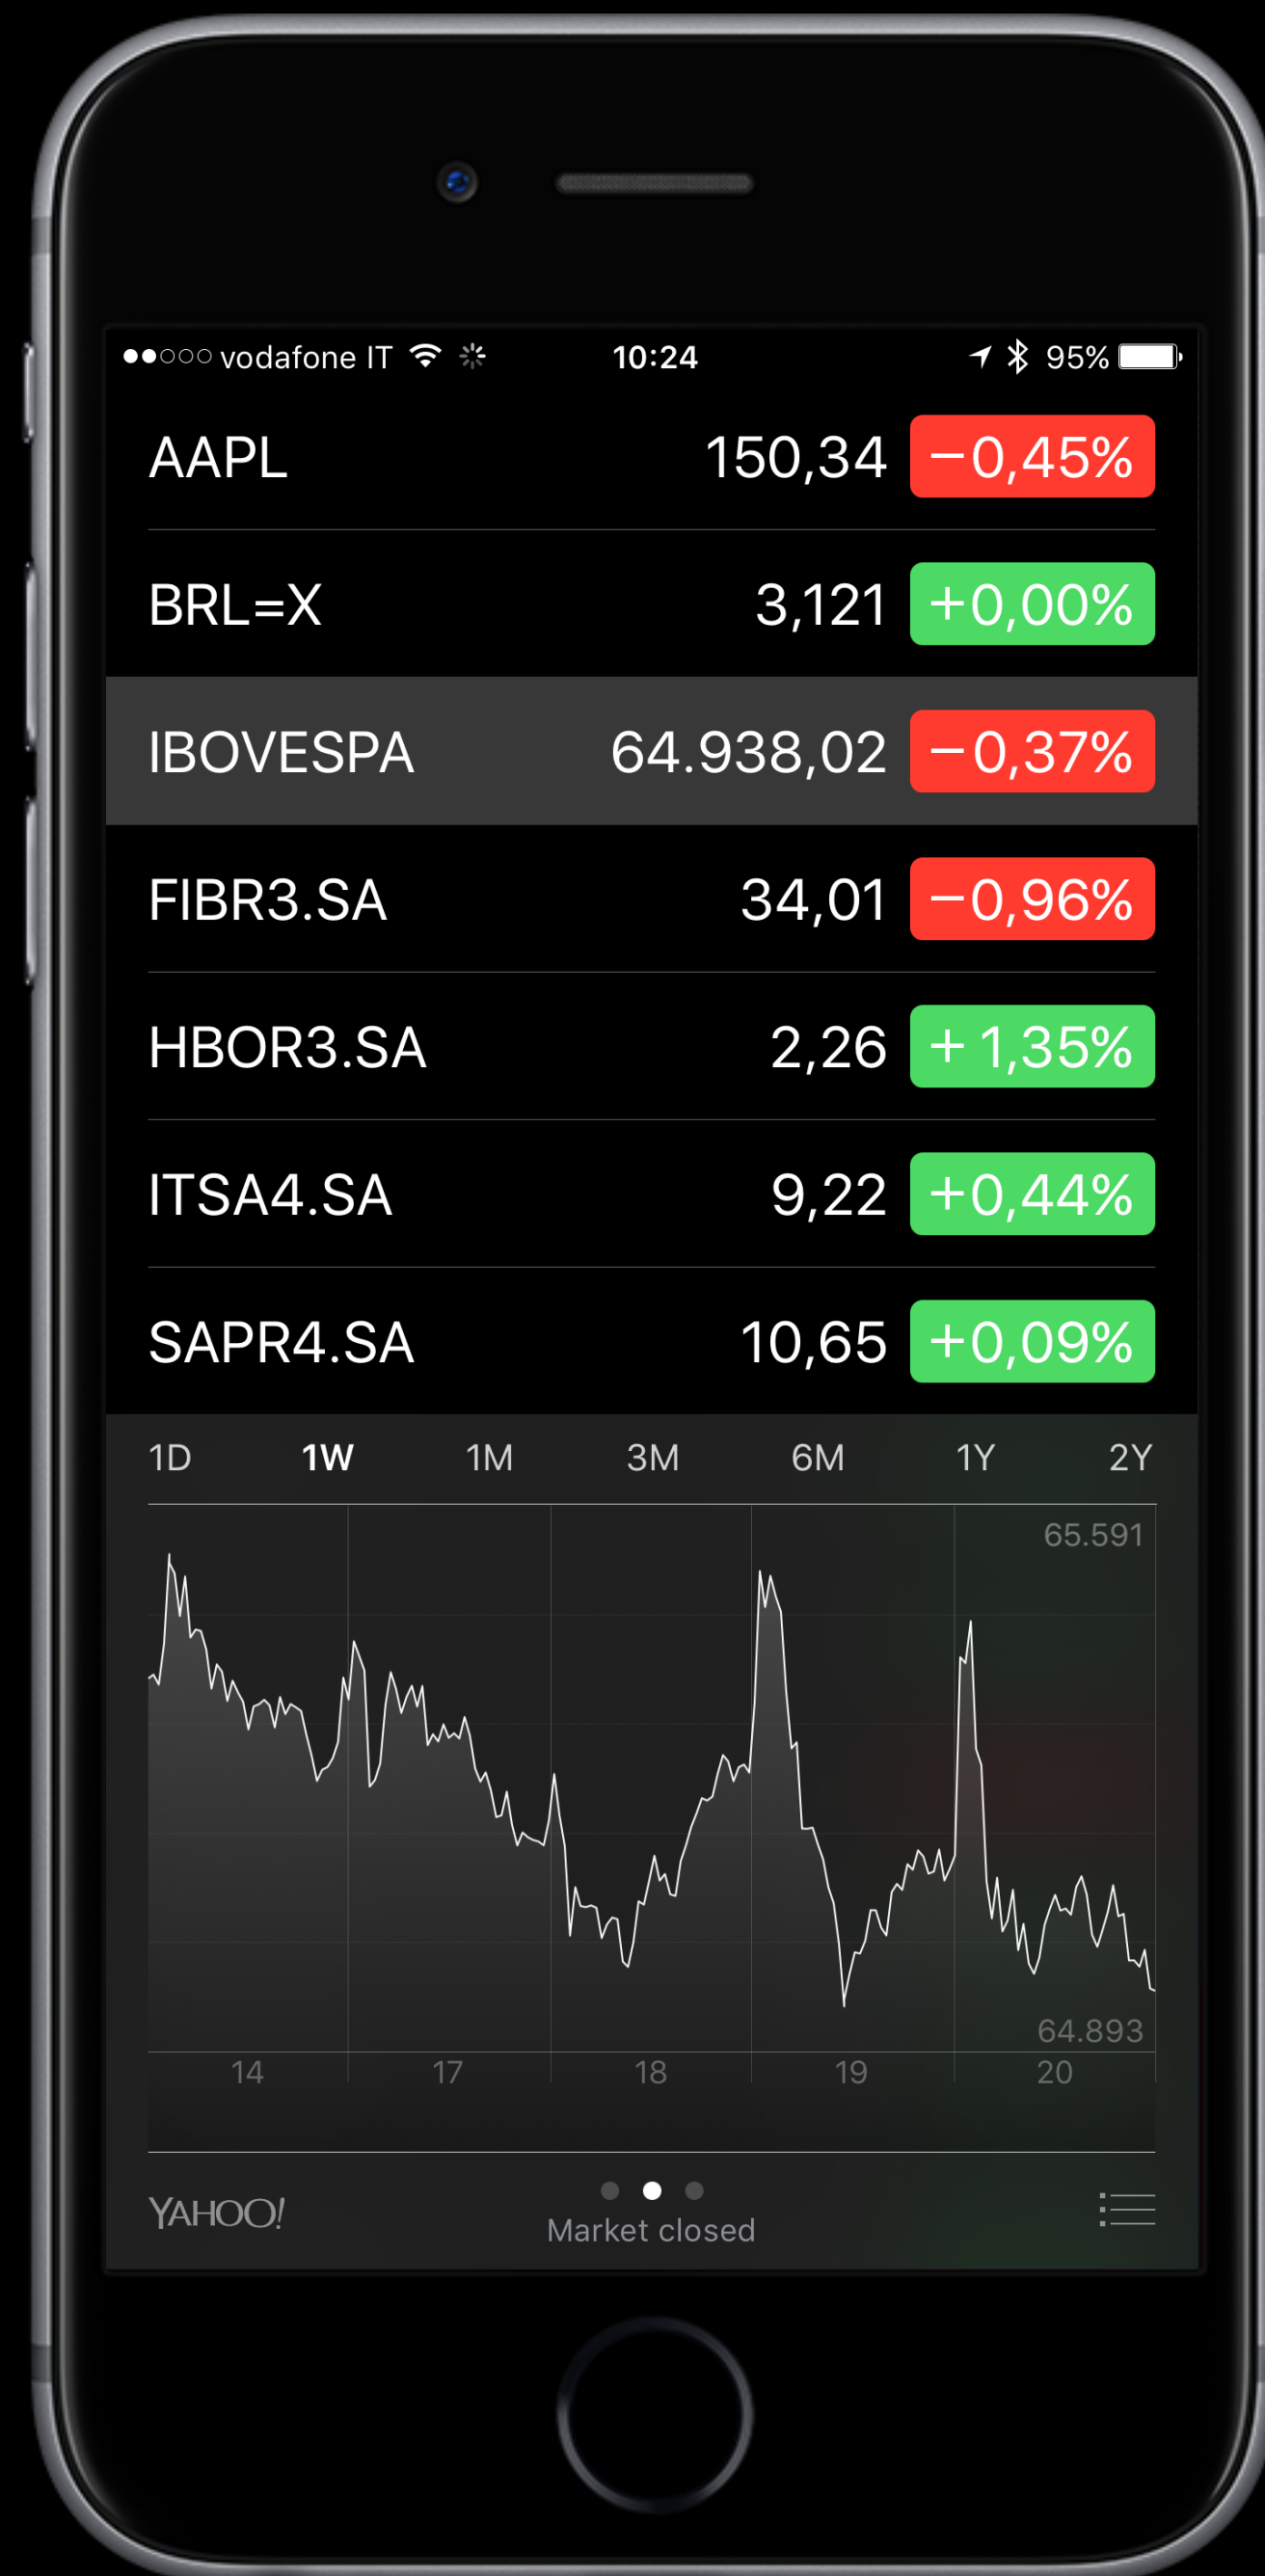 vodafone IT 10:24 95%
AAPL 150,34 −0,45%
BRL=X 3,121 +0,00%
IBOVESPA 64.938,02 −0,37%
FIBR3.SA 34,01 −0,96%
HBOR3.SA 2,26 +1,35%
ITSA4.SA 9,22 +0,44%
SAPR4.SA 10,65 +0,09%
1D 1W 1M 3M 6M 1Y 2Y
65.591
64.893
14 17 18 19 20
YAHOO!
Market closed